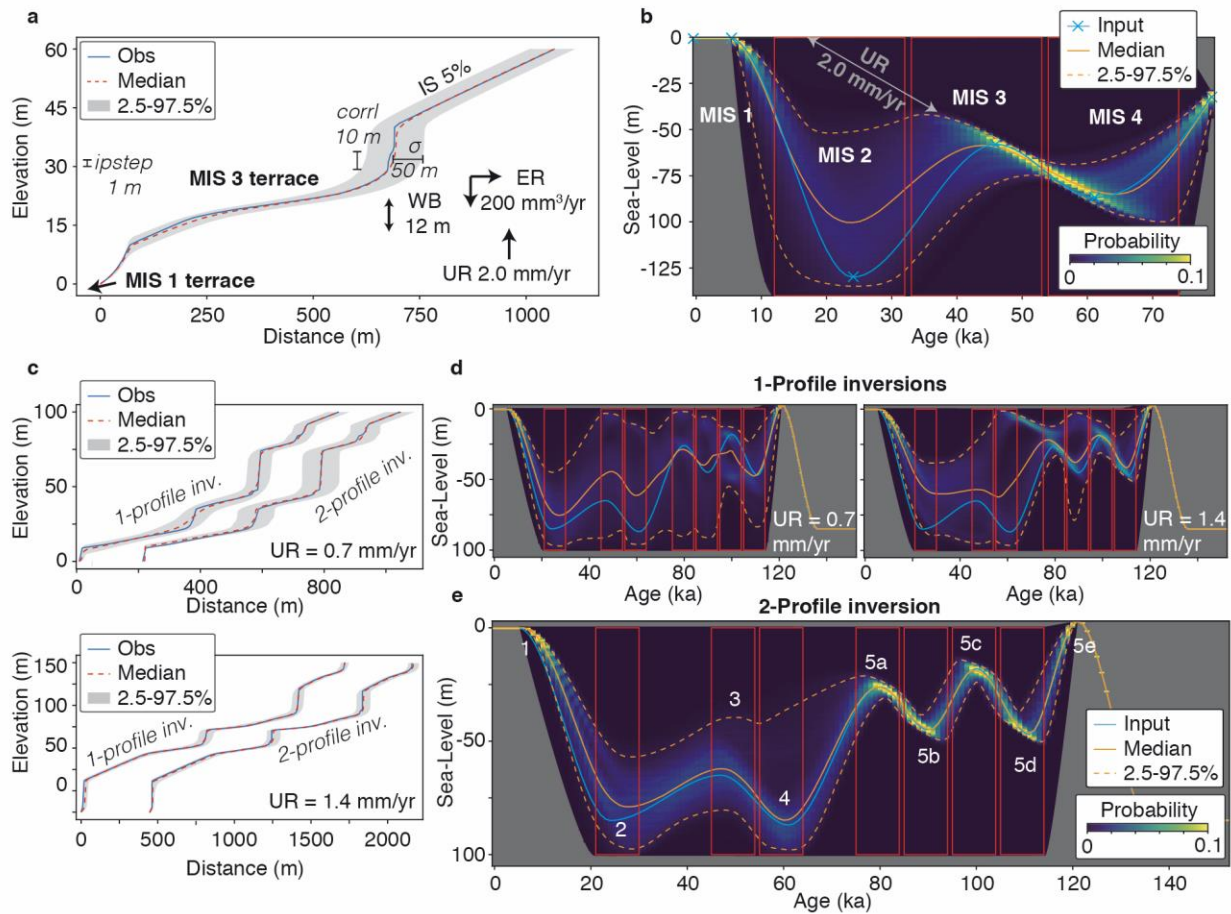 a
Obs
Median
2.5-97.5%
IS 5%
corrl
10 m
σ
50 m
ipstep
1 m
MIS 3 terrace
WB
12 m
ER
200 mm³/yr
UR 2.0 mm/yr
MIS 1 terrace
Elevation (m)
60
45
30
15
0
0
250
500
750
1000
Distance (m)
b
Input
Median
2.5-97.5%
UR
2.0 mm/yr
MIS 1
MIS 2
MIS 3
MIS 4
Probability
0
0.1
Sea-Level (m)
0
-25
-50
-75
100
-125
0
10
20
30
40
50
60
70
Age (ka)
c
Obs
Median
2.5-97.5%
1-profile inv.
2-profile inv.
UR = 0.7 mm/yr
Elevation (m)
100
50
0
400
600
800
Distance (m)
Obs
Median
2.5-97.5%
1-profile inv.
2-profile inv.
UR = 1.4 mm/yr
Elevation (m)
150
100
50
0
0
500
1000
1250
1500
2000
Distance (m)
d
1-Profile inversions
Sea-Level (m)
0
-50
100
UR = 0.7
mm/yr
0
20
40
60
80
100
120
Age (ka)
0
UR = 1.4
mm/yr
0
20
40
60
80
100
120
Age (ka)
e
2-Profile inversion
Sea-Level (m)
0
-50
100
1
2
3
4
5a
5b
5c
5d
5e
Input
Median
2.5-97.5%
Probability
0
0.1
0
20
40
60
80
100
120
140
Age (ka)